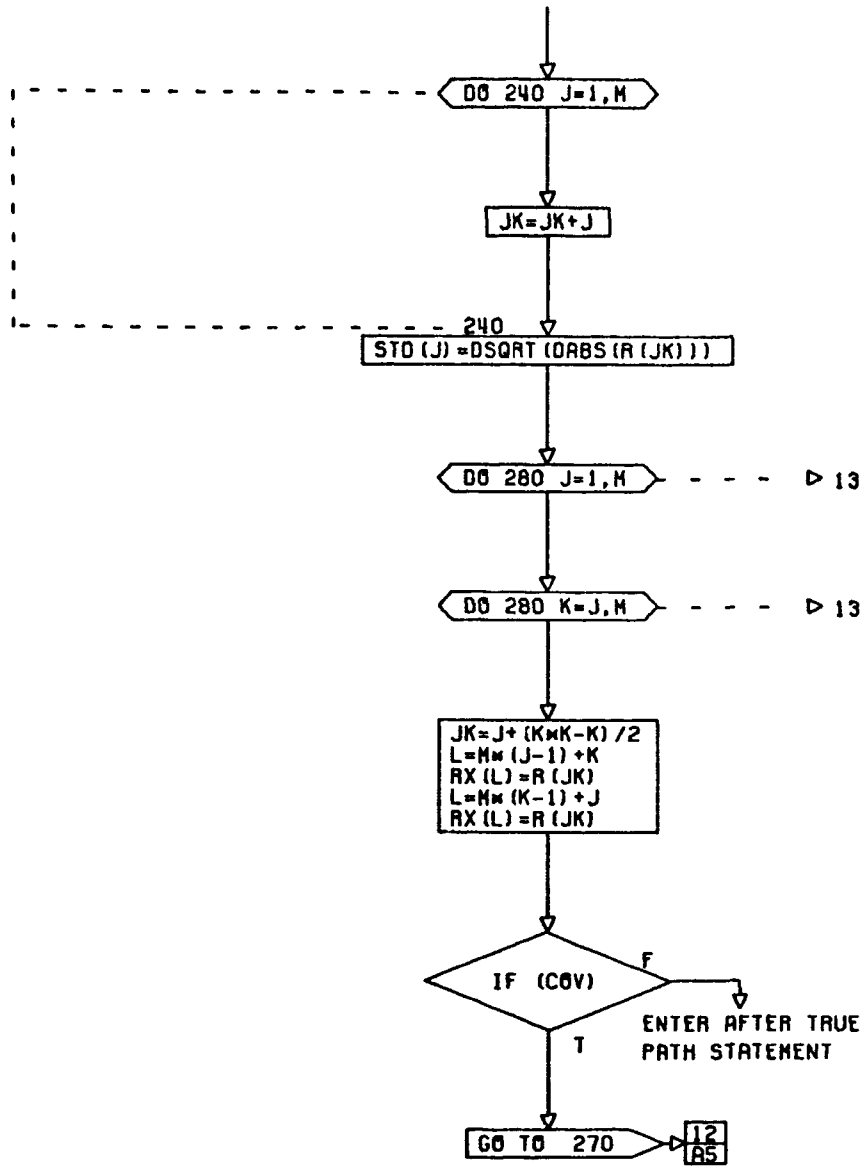 DO 240 J=1,M
JK=JK+J
240
STD(J)=DSQRT(DABS(R(JK)))
DO 280 J=1,M
13
DO 280 K=J,M
13
JK=J+(K*K-K)/2
L=M*(J-1)+K
RX(L)=R(JK)
L=M*(K-1)+J
RX(L)=R(JK)
IF (COV)
F
ENTER AFTER TRUE
PATH STATEMENT
T
GO TO 270
12
A5